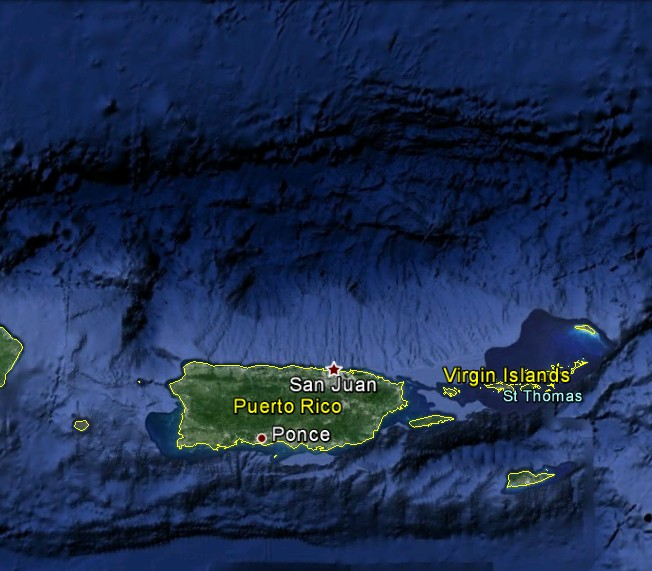 San Juan
Virgin Islands
St Thomas
Puerto Rico
Ponce